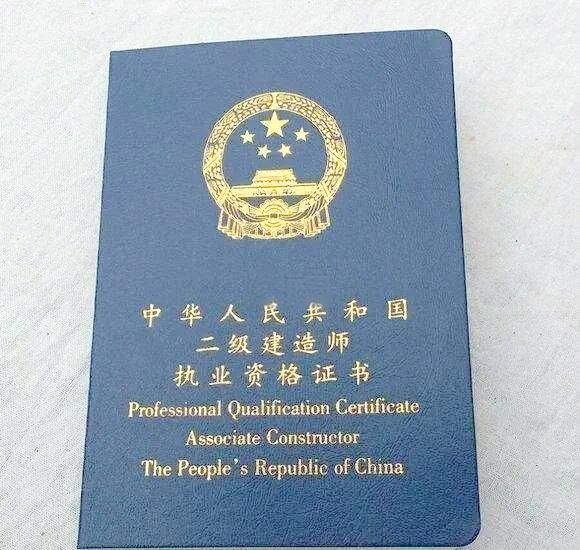 中华人民共和国
二级建造师
执业资格证书
Professional Qualification Certificate
Associate Constructor
The People's Republic of China